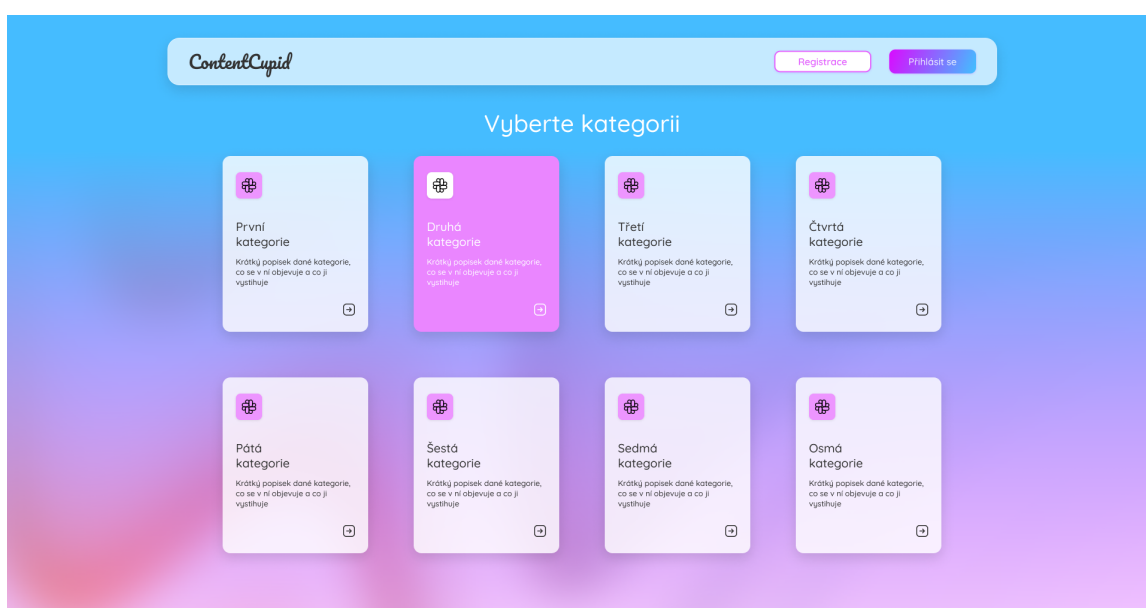 ContentCupid
Registrace
Přihlásit se
Vyberte kategorii
První
kategorie
Krátký popisek dané kategorie,
co se v ní objevuje a co ji
vystihuje
Druhá
kategorie
Krátký popisek dané kategorie,
co se v ní objevuje a co ji
vystihuje
Třetí
kategorie
Krátký popisek dané kategorie,
co se v ní objevuje a co ji
vystihuje
Čtvrtá
kategorie
Krátký popisek dané kategorie,
co se v ní objevuje a co ji
vystihuje
Pátá
kategorie
Krátký popisek dané kategorie,
co se v ní objevuje a co ji
vystihuje
Šestá
kategorie
Krátký popisek dané kategorie,
co se v ní objevuje a co ji
vystihuje
Sedmá
kategorie
Krátký popisek dané kategorie,
co se v ní objevuje a co ji
vystihuje
Osmá
kategorie
Krátký popisek dané kategorie,
co se v ní objevuje a co ji
vystihuje